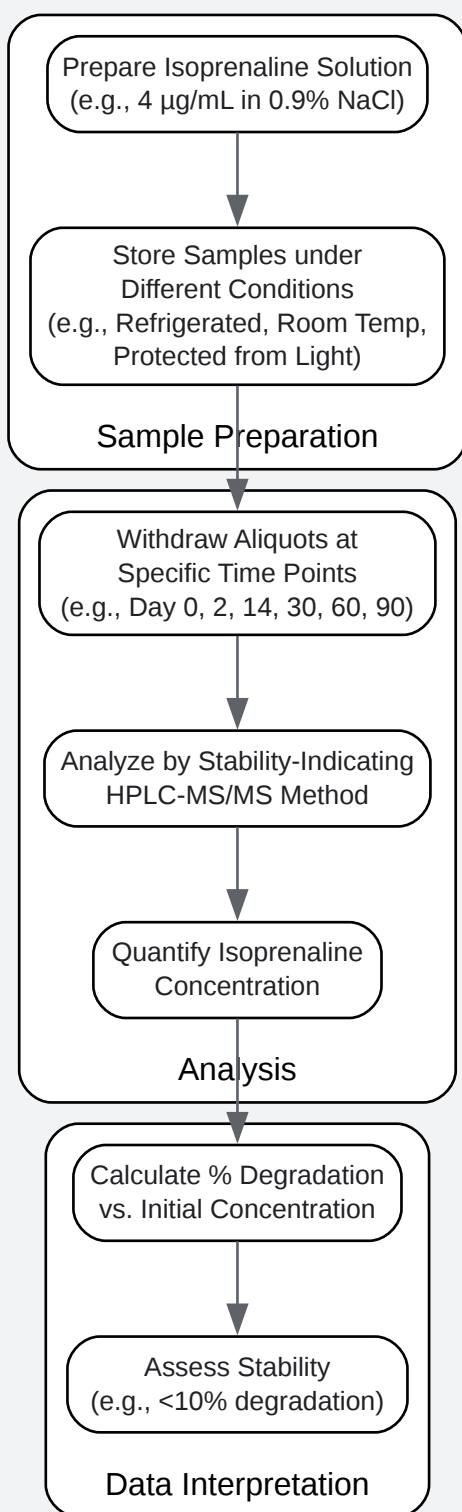 Prepare Isoprenaline Solution
(e.g., 4 µg/mL in 0.9% NaCl)
Store Samples under
Different Conditions
(e.g., Refrigerated, Room Temp,
Protected from Light)
Sample Preparation
Withdraw Aliquots at
Specific Time Points
(e.g., Day 0, 2, 14, 30, 60, 90)
Analyze by Stability-Indicating
HPLC-MS/MS Method
Quantify Isoprenaline
Concentration
Analysis
Calculate % Degradation
vs. Initial Concentration
Assess Stability
(e.g., <10% degradation)
Data Interpretation